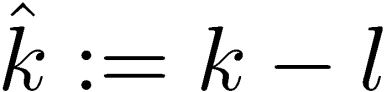 k̂ := k − l